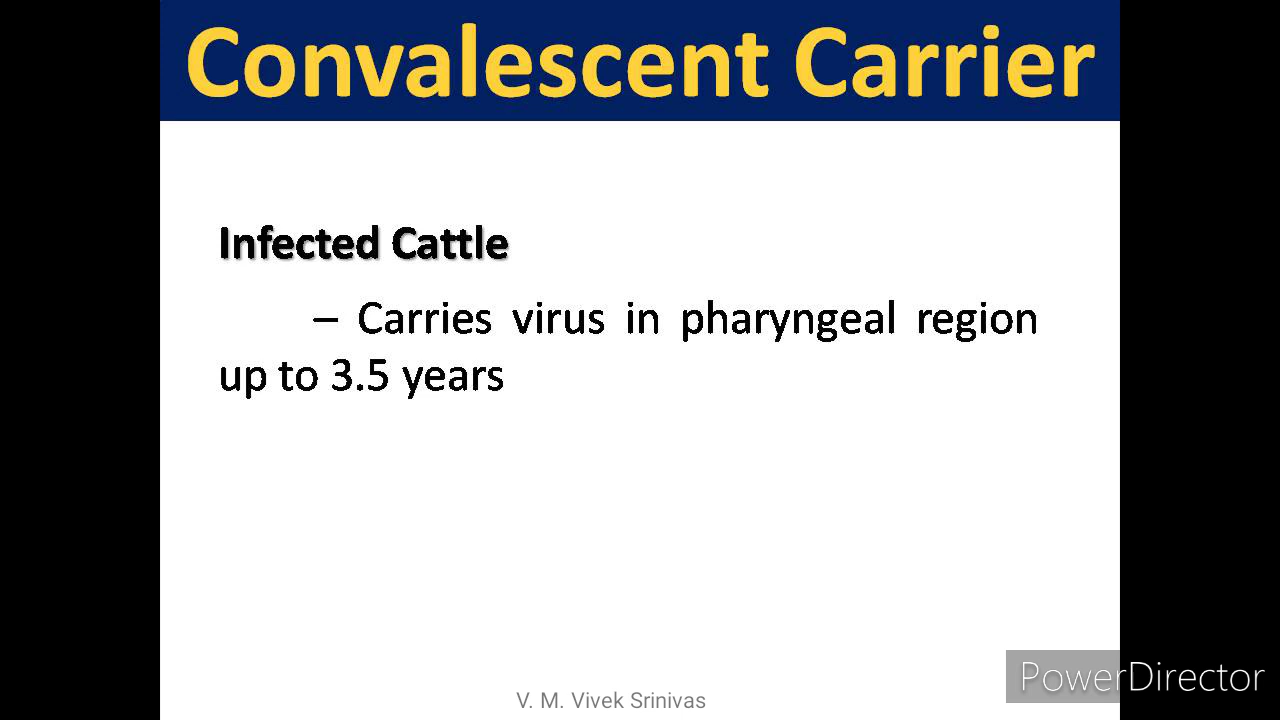 Convalescent Carrier
Infected Cattle
– Carries virus in pharyngeal region
up to 3.5 years
V. M. Vivek Srinivas
PowerDirector